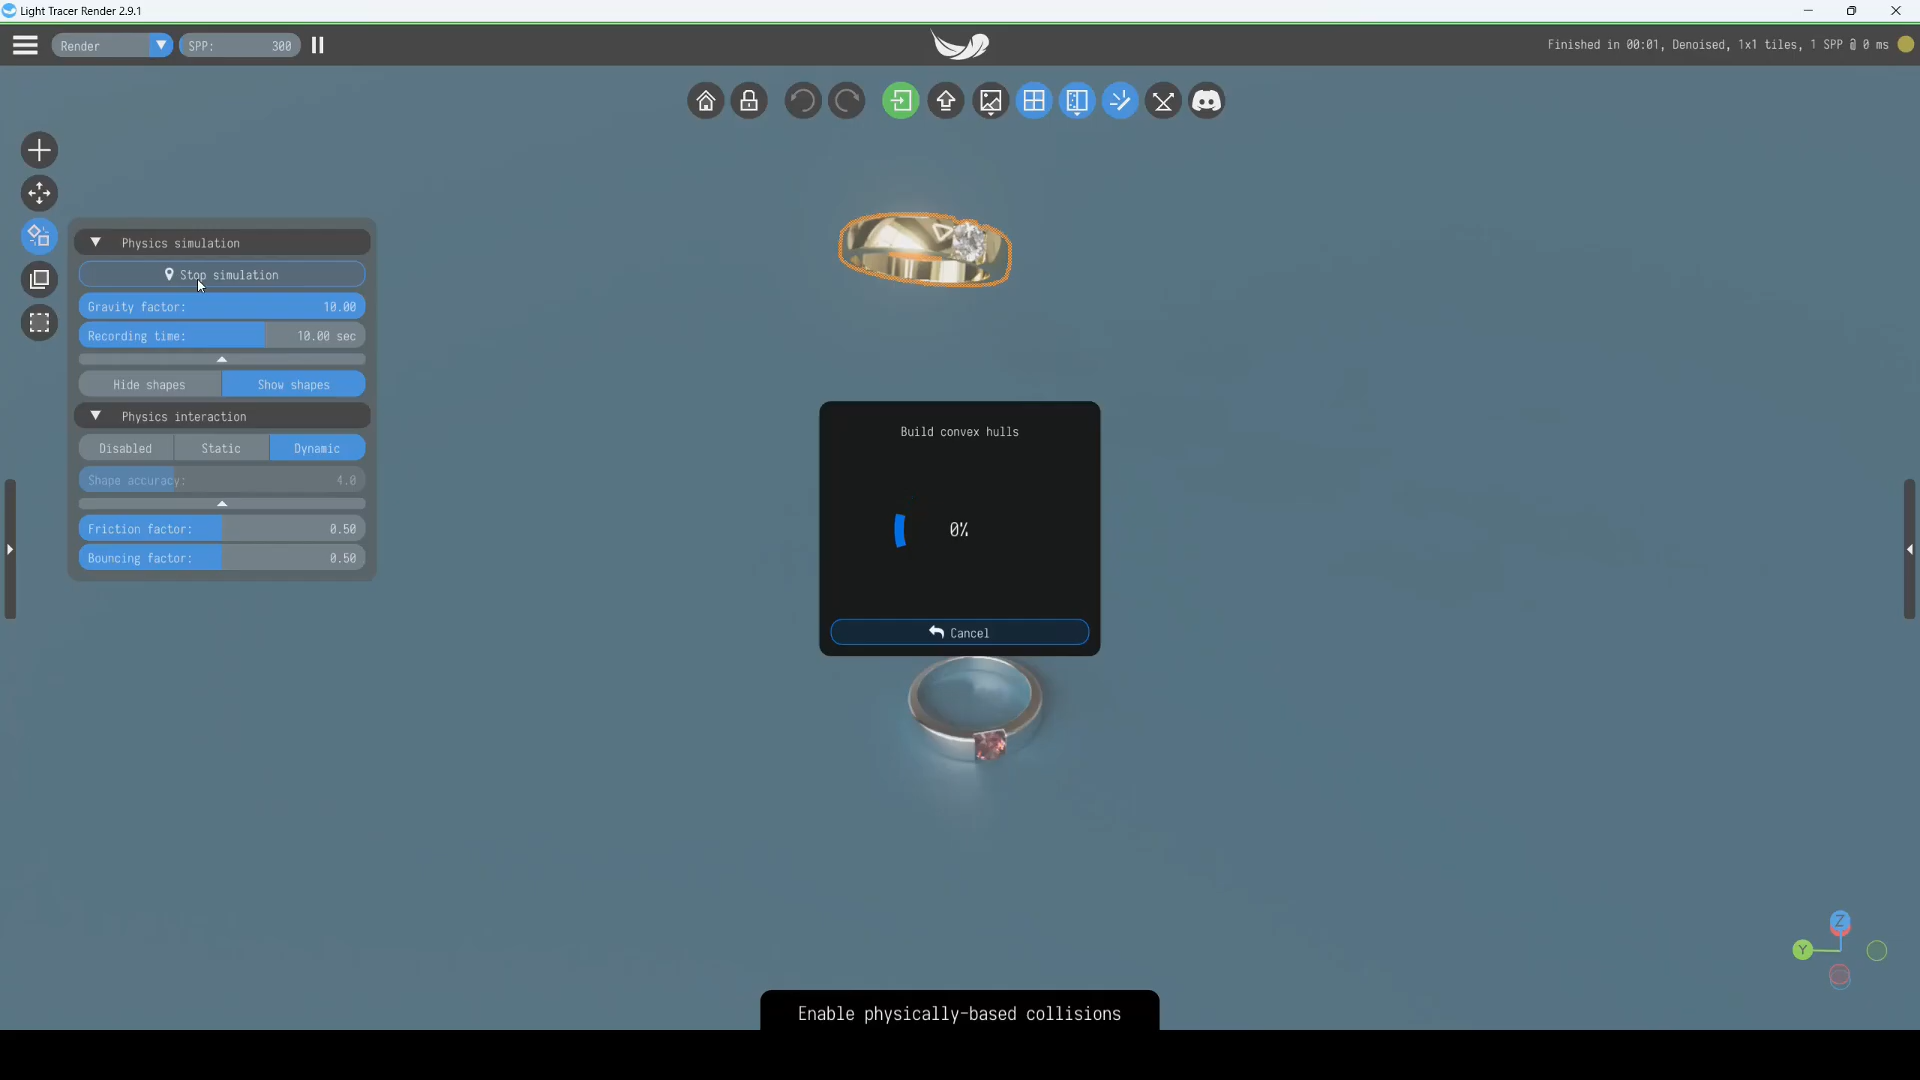 Light Tracer Render 2.9.1
Render
SPP: 300
Finished in 00:01, Denoised, 1x1 tiles, 1 SPP @ 0 ms
Physics simulation
Stop simulation
Gravity factor: 10.00
Recording time: 10.00 sec
Hide shapes
Show shapes
Physics interaction
Disabled
Static
Dynamic
Shape accuracy: 4.0
Friction factor: 0.50
Bouncing factor: 0.50
Build convex hulls
0%
Cancel
Z
Y
Enable physically-based collisions